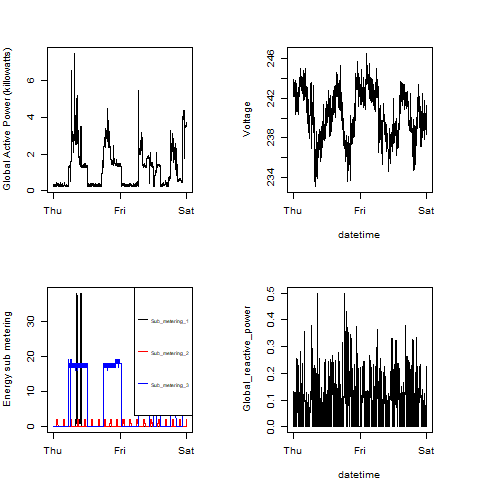 Global Active Power (killowatts)
0 2 4 6
Thu Fri Sat
Voltage
234 238 242 246
Thu Fri Sat
datetime
Energy sub metering
0 10 20 30
Sub_metering_1
Sub_metering_2
Sub_metering_3
Thu Fri Sat
Global_reactive_power
0.0 0.1 0.2 0.3 0.4 0.5
Thu Fri Sat
datetime